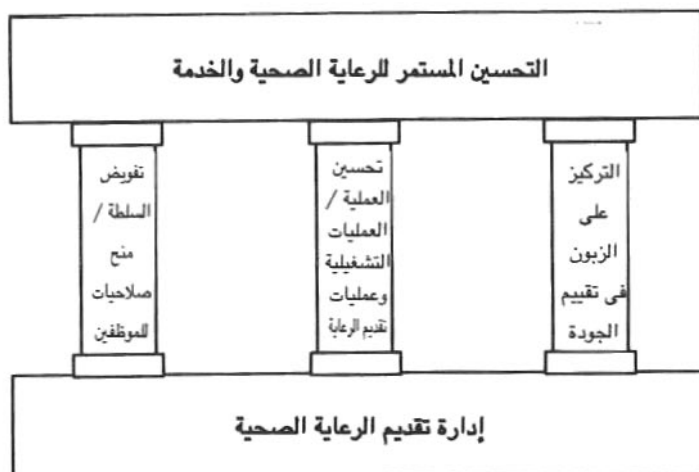 التحسين المستمر للرعاية الصحية والخدمة
التركيز
على
الزبون
فى تقييم
الجودة
تحسين
العملية /
العمليات
التشغيلية
وعمليات
تقديم الرعاية
تفويض
السلطة /
منح
صلاحيات
للموظفين
إدارة تقديم الرعاية الصحية